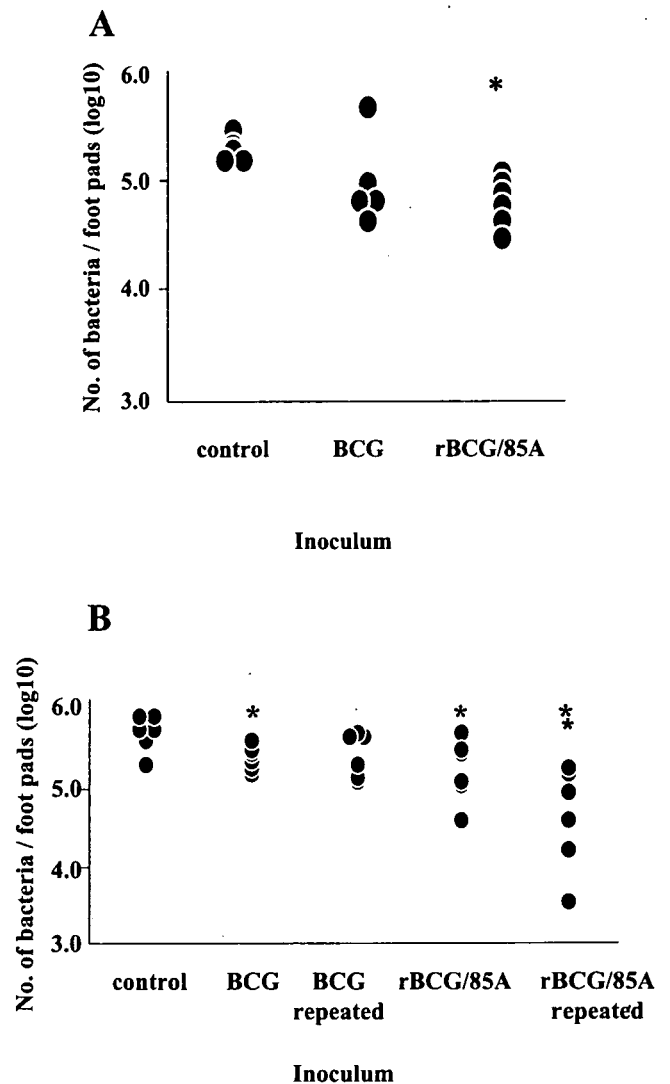 A
No. of bacteria / foot pads (log10)
6.0
*
5.0
4.0
3.0
control BCG rBCG/85A
Inoculum
B
No. of bacteria / foot pads (log10)
6.0
* * *
*
5.0
4.0
3.0
control BCG BCG rBCG/85A rBCG/85A
repeated repeated
Inoculum